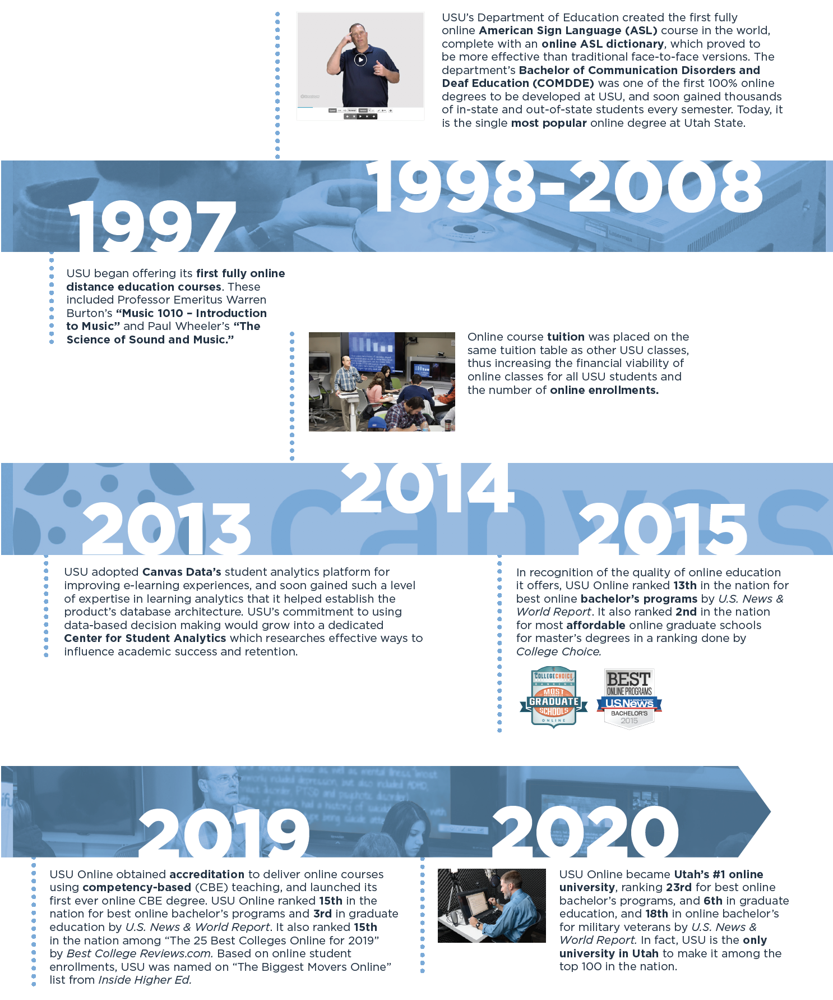 USU’s Department of Education created the first fully
online American Sign Language (ASL) course in the world,
complete with an online ASL dictionary, which proved to
be more effective than traditional face-to-face versions. The
department’s Bachelor of Communication Disorders and
Deaf Education (COMDDE) was one of the first 100% online
degrees to be developed at USU, and soon gained thousands
of in-state and out-of-state students every semester. Today, it
is the single most popular online degree at Utah State.
1998-2008
1997
USU began offering its first fully online
distance education courses. These
included Professor Emeritus Warren
Burton’s “Music 1010 – Introduction
to Music” and Paul Wheeler’s “The
Science of Sound and Music.”
Online course tuition was placed on the
same tuition table as other USU classes,
thus increasing the financial viability of
online classes for all USU students and
the number of online enrollments.
2014
2013
2015
canvas
USU adopted Canvas Data’s student analytics platform for
improving e-learning experiences, and soon gained such a level
of expertise in learning analytics that it helped establish the
product’s database architecture. USU’s commitment to using
data-based decision making would grow into a dedicated
Center for Student Analytics which researches effective ways to
influence academic success and retention.
In recognition of the quality of online education
it offers, USU Online ranked 13th in the nation for
best online bachelor’s programs by U.S. News &
World Report. It also ranked 2nd in the nation
for most affordable online graduate schools
for master’s degrees in a ranking done by
College Choice.
COLLEGECHOICE
RANKING
MOST
AFFORDABLE
GRADUATE
SCHOOLS
ONLINE
BEST
ONLINE PROGRAMS
U.S.News
& WORLD REPORT
BACHELOR'S
2015
2019
2020
USU Online obtained accreditation to deliver online courses
using competency-based (CBE) teaching, and launched its
first ever online CBE degree. USU Online ranked 15th in the
nation for best online bachelor’s programs and 3rd in graduate
education by U.S. News & World Report. It also ranked 15th
in the nation among “The 25 Best Colleges Online for 2019”
by Best College Reviews.com. Based on online student
enrollments, USU was named on “The Biggest Movers Online”
list from Inside Higher Ed.
USU Online became Utah’s #1 online
university, ranking 23rd for best online
bachelor’s programs, and 6th in graduate
education, and 18th in online bachelor’s
for military veterans by U.S. News &
World Report. In fact, USU is the only
university in Utah to make it among the
top 100 in the nation.